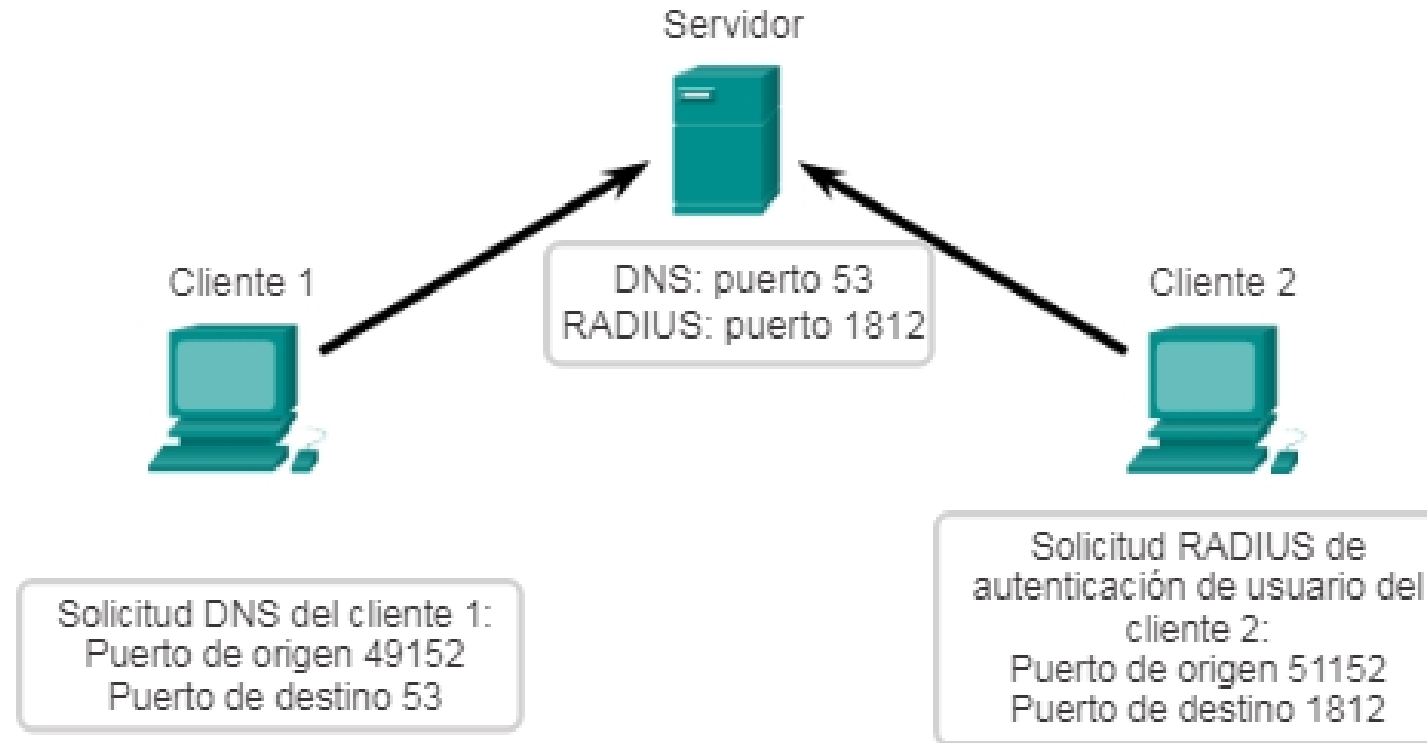 Servidor
Cliente 1
DNS: puerto 53
RADIUS: puerto 1812
Cliente 2
Solicitud DNS del cliente 1:
Puerto de origen 49152
Puerto de destino 53
Solicitud RADIUS de
autenticación de usuario del
cliente 2:
Puerto de origen 51152
Puerto de destino 1812